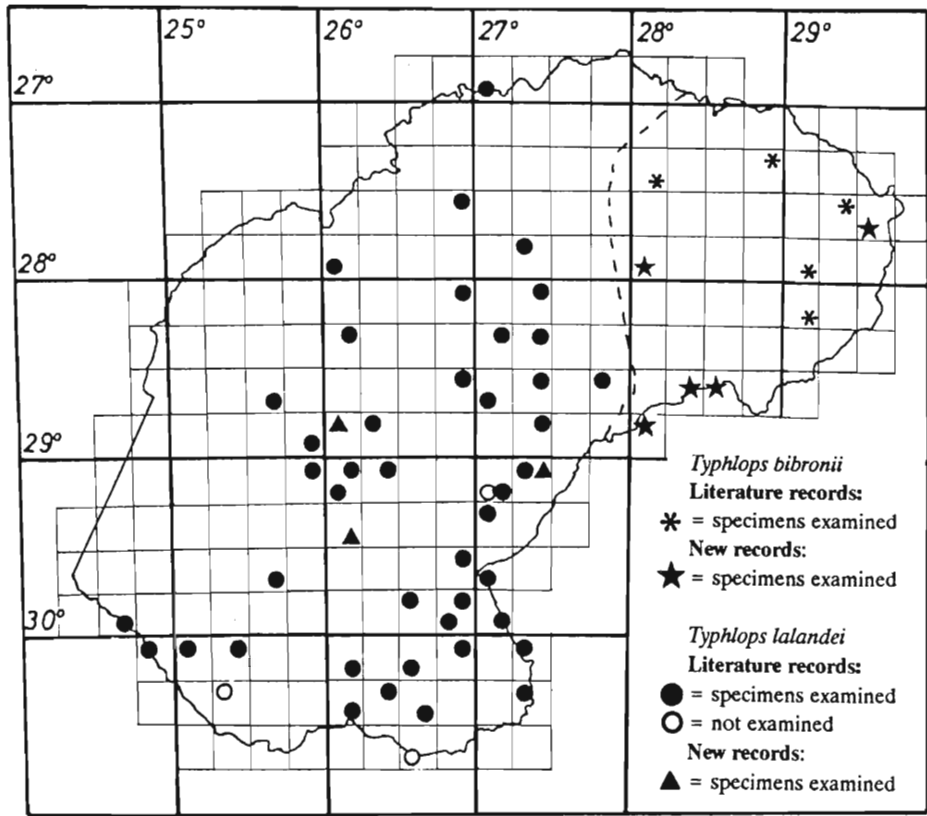 25° 26° 27° 28° 29°
27°
28°
29°
30°
Typhlops bibronii
Literature records:
* = specimens examined
New records:
★ = specimens examined
Typhlops lalandei
Literature records:
● = specimens examined
○ = not examined
New records:
▲ = specimens examined